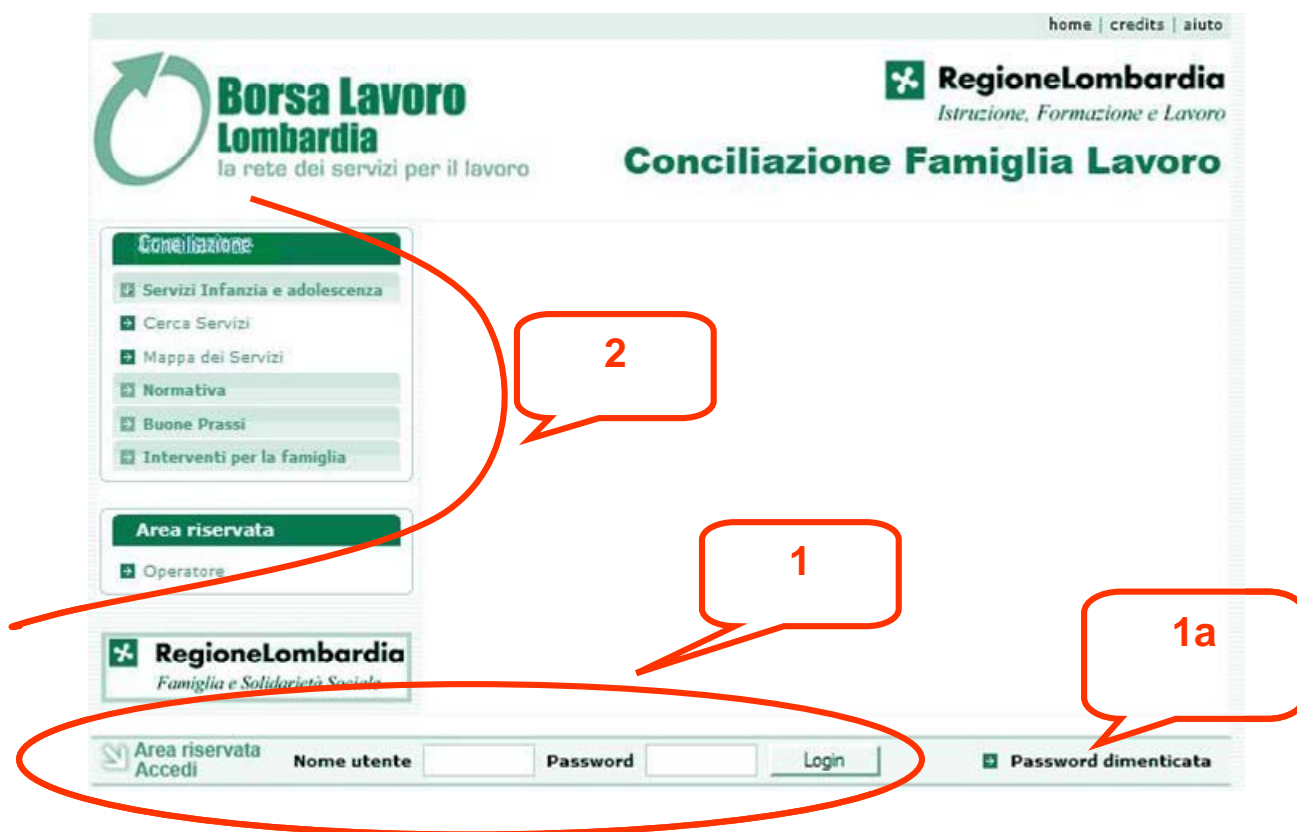 home | credits | aiuto
Borsa Lavoro
Lombardia
la rete dei servizi per il lavoro
RegioneLombardia
Istruzione, Formazione e Lavoro
Conciliazione Famiglia Lavoro
Conciliazione
Servizi Infanzia e adolescenza
Cerca Servizi
Mappa dei Servizi
Normativa
Buone Prassi
Interventi per la famiglia
2
Area riservata
Operatore
1
1a
RegioneLombardia
Famiglia e Solidarietà Sociale
Area riservata
Accedi
Nome utente Password Login Password dimenticata